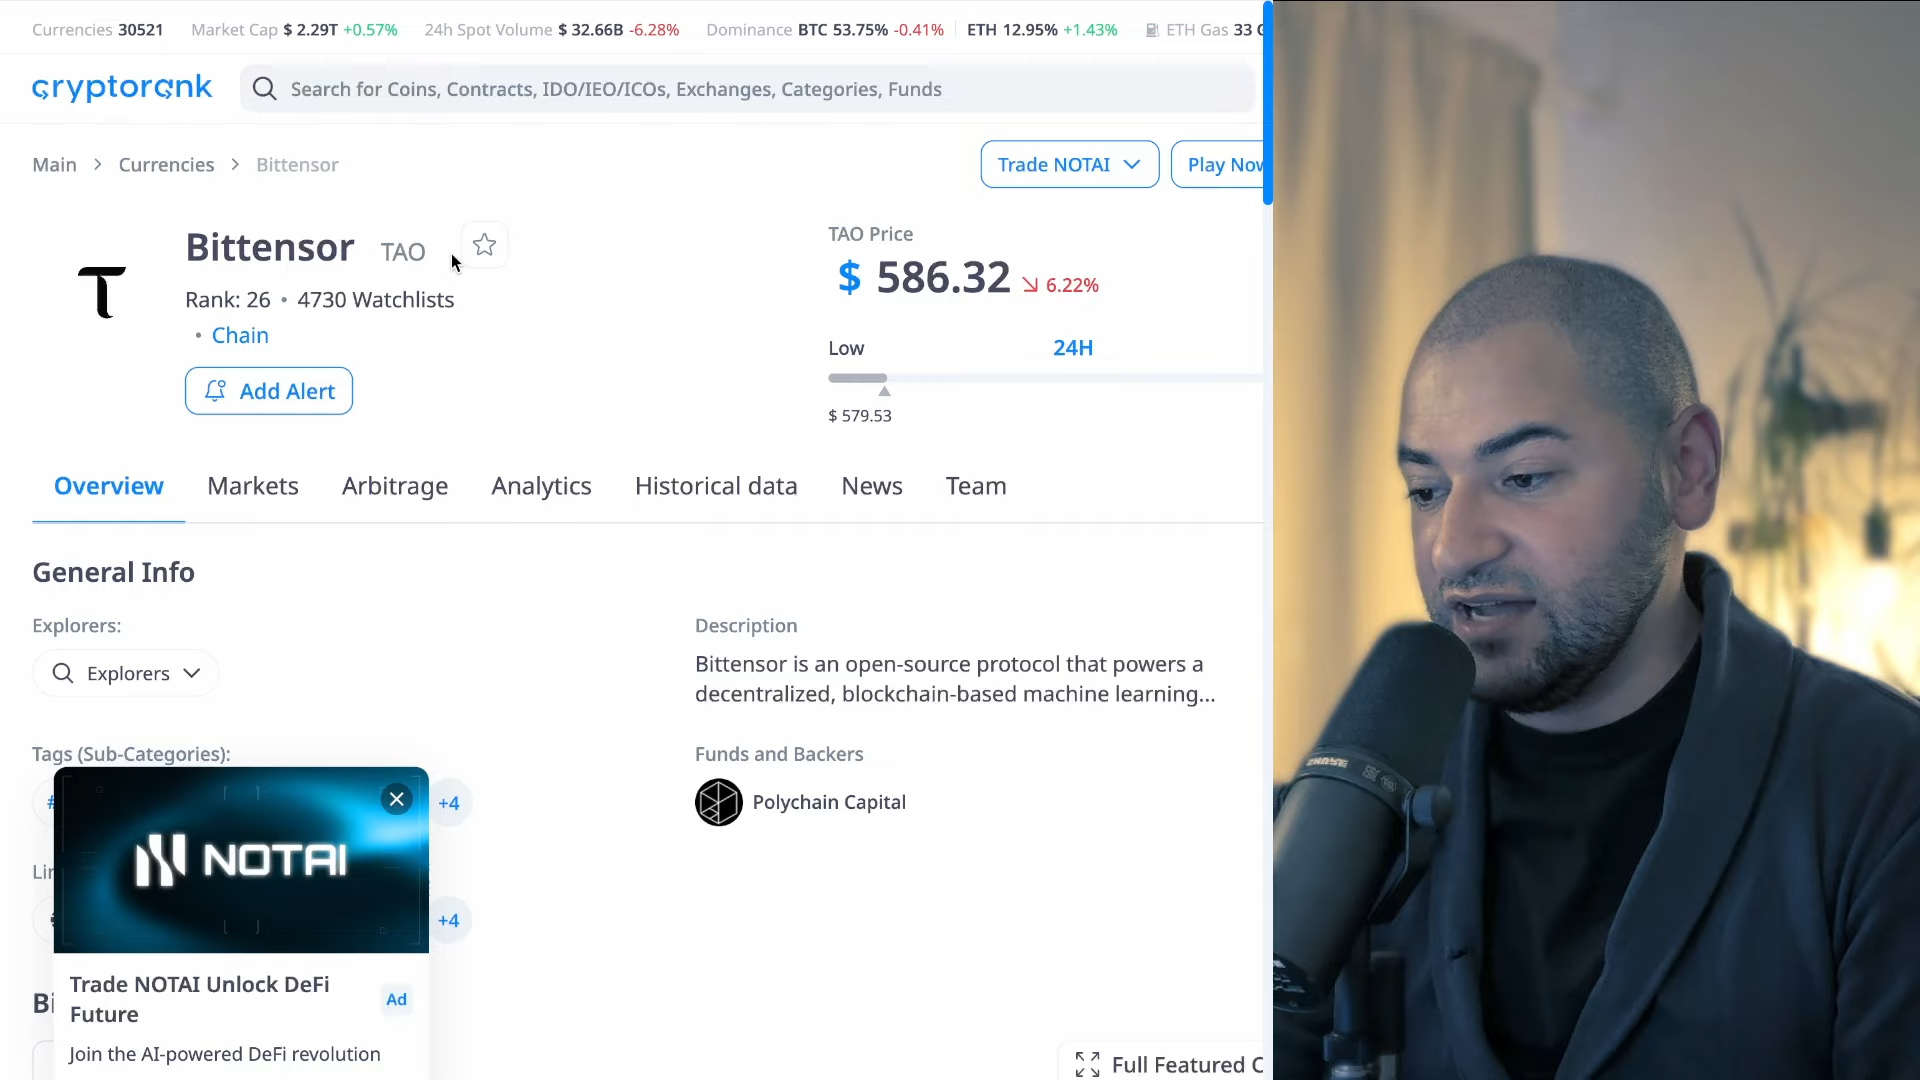 Currencies 30521 Market Cap $ 2.29T +0.57% 24h Spot Volume $ 32.66B -6.28% Dominance BTC 53.75% -0.41% ETH 12.95% +1.43% ETH Gas 33 G
cryptorank
Search for Coins, Contracts, IDO/IEO/ICOs, Exchanges, Categories, Funds
Main > Currencies > Bittensor
Trade NOTAI
Play Now
Bittensor TAO
Rank: 26 • 4730 Watchlists
• Chain
Add Alert
TAO Price
$ 586.32 6.22%
Low 24H
$ 579.53
Overview Markets Arbitrage Analytics Historical data News Team
General Info
Explorers:
Explorers
Description
Bittensor is an open-source protocol that powers a
decentralized, blockchain-based machine learning...
Tags (Sub-Categories):
#
+4
Funds and Backers
Polychain Capital
Lin
+4
NOTAI
Trade NOTAI Unlock DeFi
Future
Ad
Join the AI-powered DeFi revolution
Bi
Full Featured C
SHURE